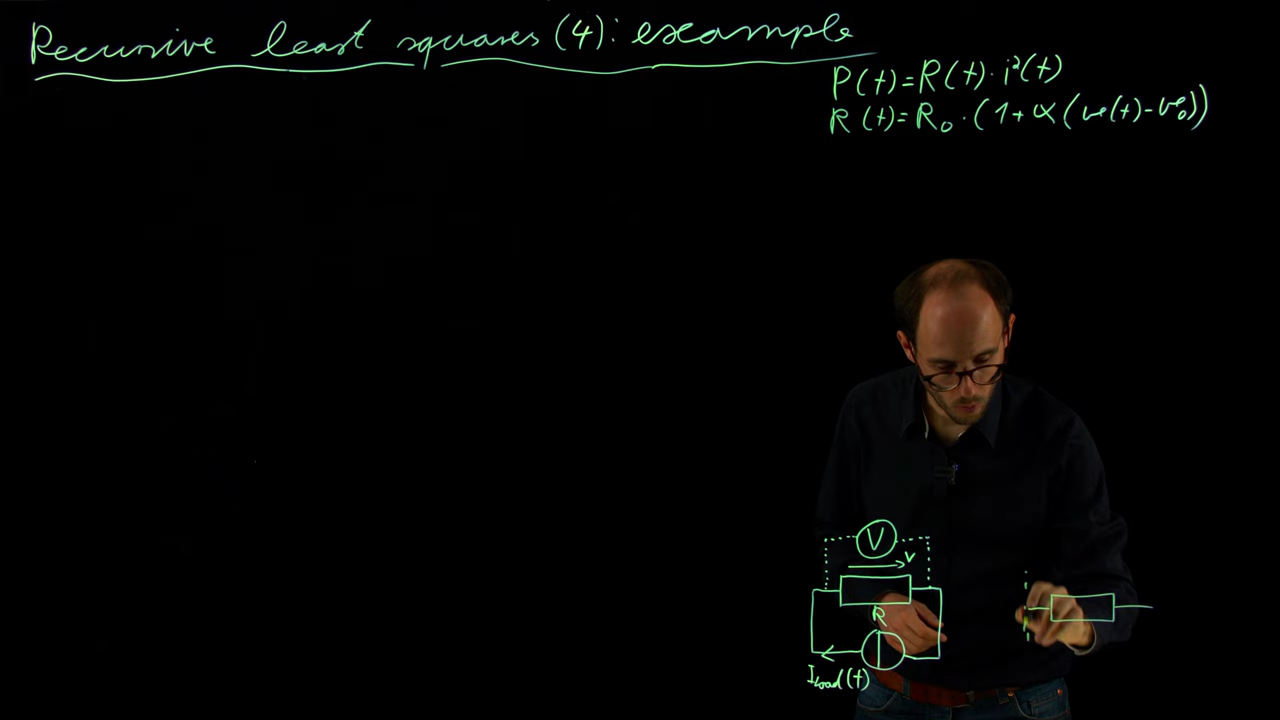 Recursive least squares (4): example
P(t)=R(t)·i²(t)
R(t)=R₀·(1+α(ϑ(t)-ϑ₀))
V
v
R
I_load(t)